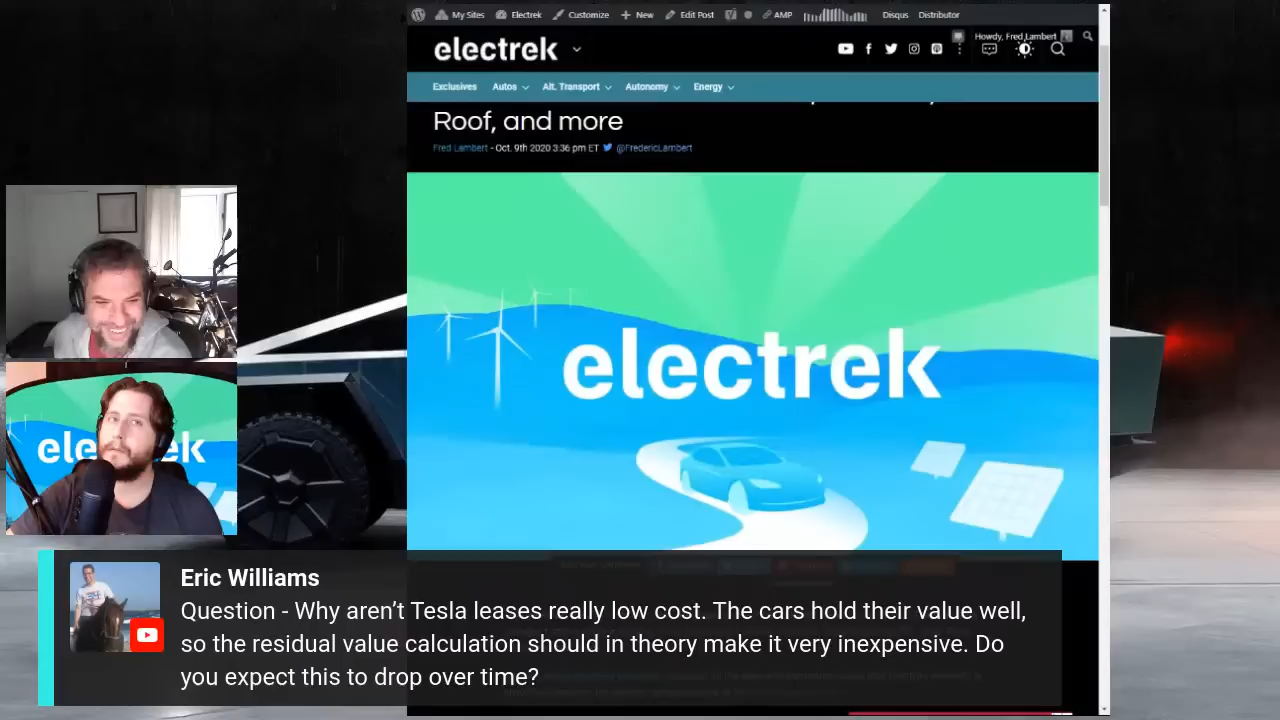 My Sites Electrek Customize New Edit Post AMP Disqus Distributor
Howdy, Fred Lambert
electrek
Exclusives Autos Alt. Transport Autonomy Energy
Roof, and more
Fred Lambert - Oct. 9th 2020 3:36 pm ET @FredericLambert
electrek
ele rek
Eric Williams
Question - Why aren't Tesla leases really low cost. The cars hold their value well,
so the residual value calculation should in theory make it very inexpensive. Do
you expect this to drop over time?